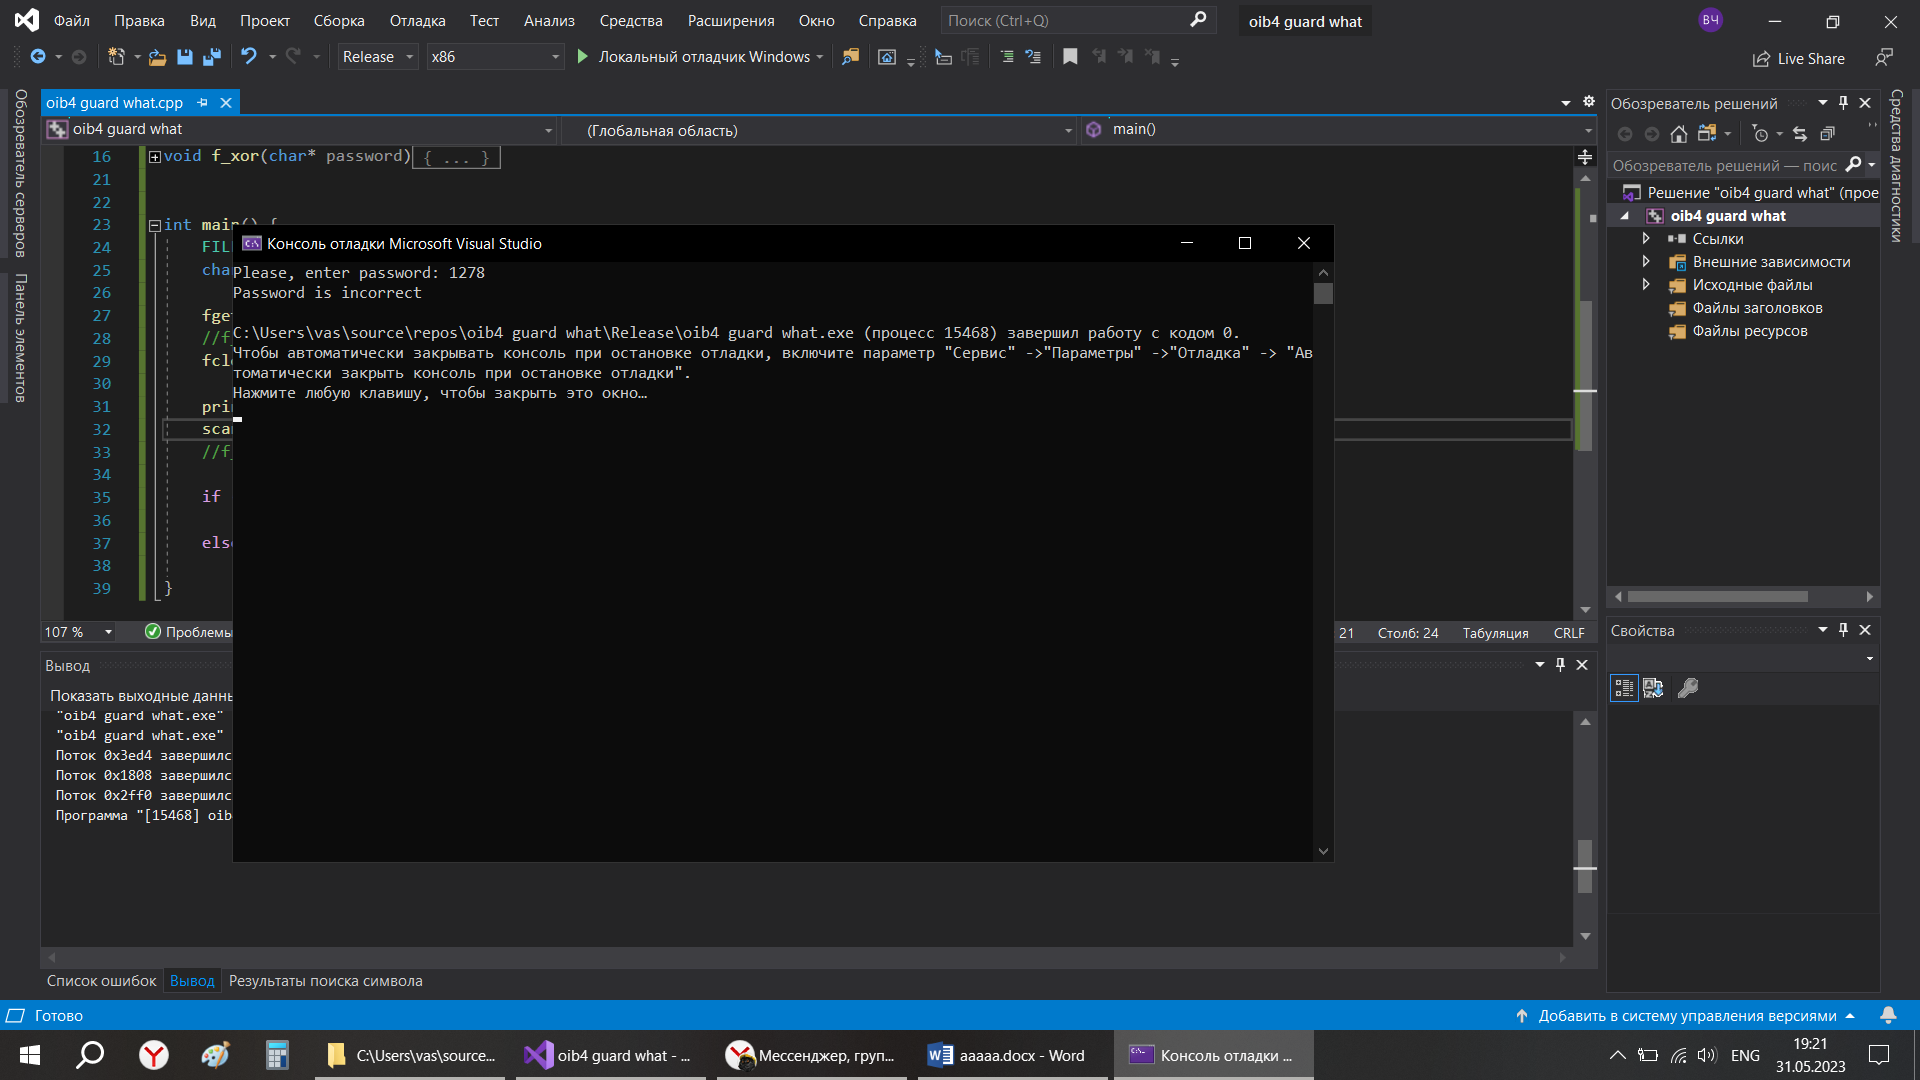 Файл Правка Вид Проект Сборка Отладка Тест Анализ Средства Расширения Окно Справка Поиск (Ctrl+Q) oib4 guard what ВЧ
Release x86 Локальный отладчик Windows Live Share
Обозреватель серверов
Панель элементов
oib4 guard what.cpp
oib4 guard what (Глобальная область) main()
16 void f_xor(char* password){ ... }
21
22
23 int main() {
24 FIL
25 cha
26
27 fge
28 //f
29 fcl
30
31 pri
32 sca
33 //f
34
35 if
36
37 els
38
39 }
Консоль отладки Microsoft Visual Studio
Please, enter password: 1278
Password is incorrect
C:\Users\vas\source\repos\oib4 guard what\Release\oib4 guard what.exe (процесс 15468) завершил работу с кодом 0.
Чтобы автоматически закрывать консоль при остановке отладки, включите параметр "Сервис" ->"Параметры" ->"Отладка" -> "Ав
томатически закрыть консоль при остановке отладки".
Нажмите любую клавишу, чтобы закрыть это окно…
107 % Проблемы 21 Столб: 24 Табуляция CRLF
Вывод
Показать выходные данны
"oib4 guard what.exe"
"oib4 guard what.exe"
Поток 0x3ed4 завершилс
Поток 0x1808 завершилс
Поток 0x2ff0 завершилс
Программа "[15468] oib
Список ошибок Вывод Результаты поиска символа
Обозреватель решений
Обозреватель решений — поис
Решение "oib4 guard what" (прое
oib4 guard what
Ссылки
Внешние зависимости
Исходные файлы
Файлы заголовков
Файлы ресурсов
Свойства
Средства диагностики
Готово Добавить в систему управления версиями
C:\Users\vas\source... oib4 guard what - ... Мессенджер, груп... aaaaa.docx - Word Консоль отладки ... ENG 19:21
31.05.2023